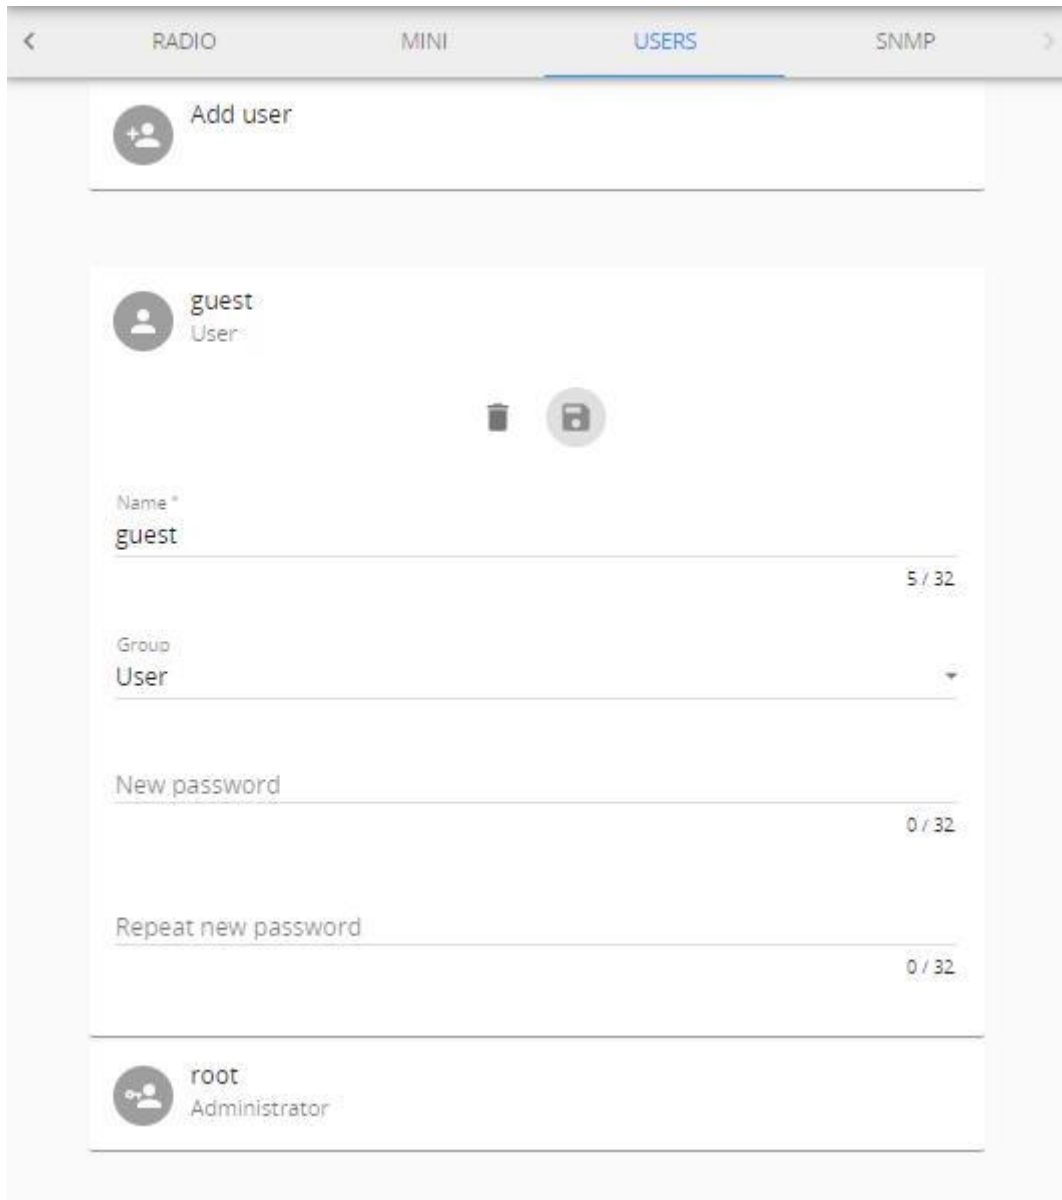 RADIO MINI USERS SNMP
Add user
guest
User
Name *
guest
5 / 32
Group
User
New password
0 / 32
Repeat new password
0 / 32
root
Administrator